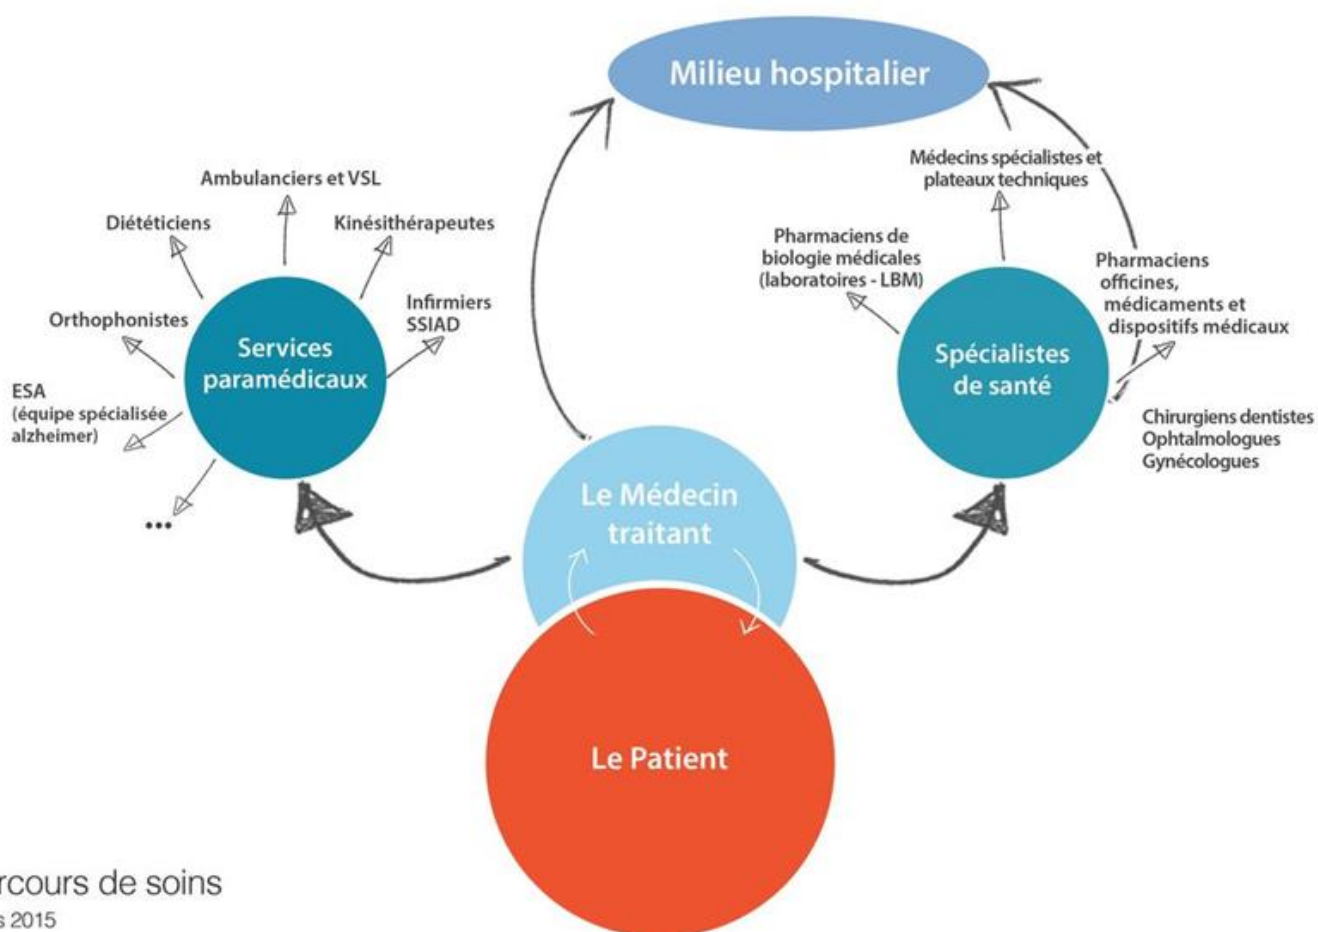 Milieu hospitalier
Ambulanciers et VSL
Diététiciens
Kinésithérapeutes
Orthophonistes
Infirmiers
SSIAD
ESA
(équipe spécialisée
alzheimer)
...
Services
paramédicaux
Médecins spécialistes et
plateaux techniques
Pharmaciens de
biologie médicales
(laboratoires - LBM)
Pharmaciens
officines,
médicaments et
dispositifs médicaux
Spécialistes
de santé
Chirurgiens dentistes
Ophtalmologues
Gynécologues
Le Médecin
traitant
Le Patient
rcours de soins
s 2015